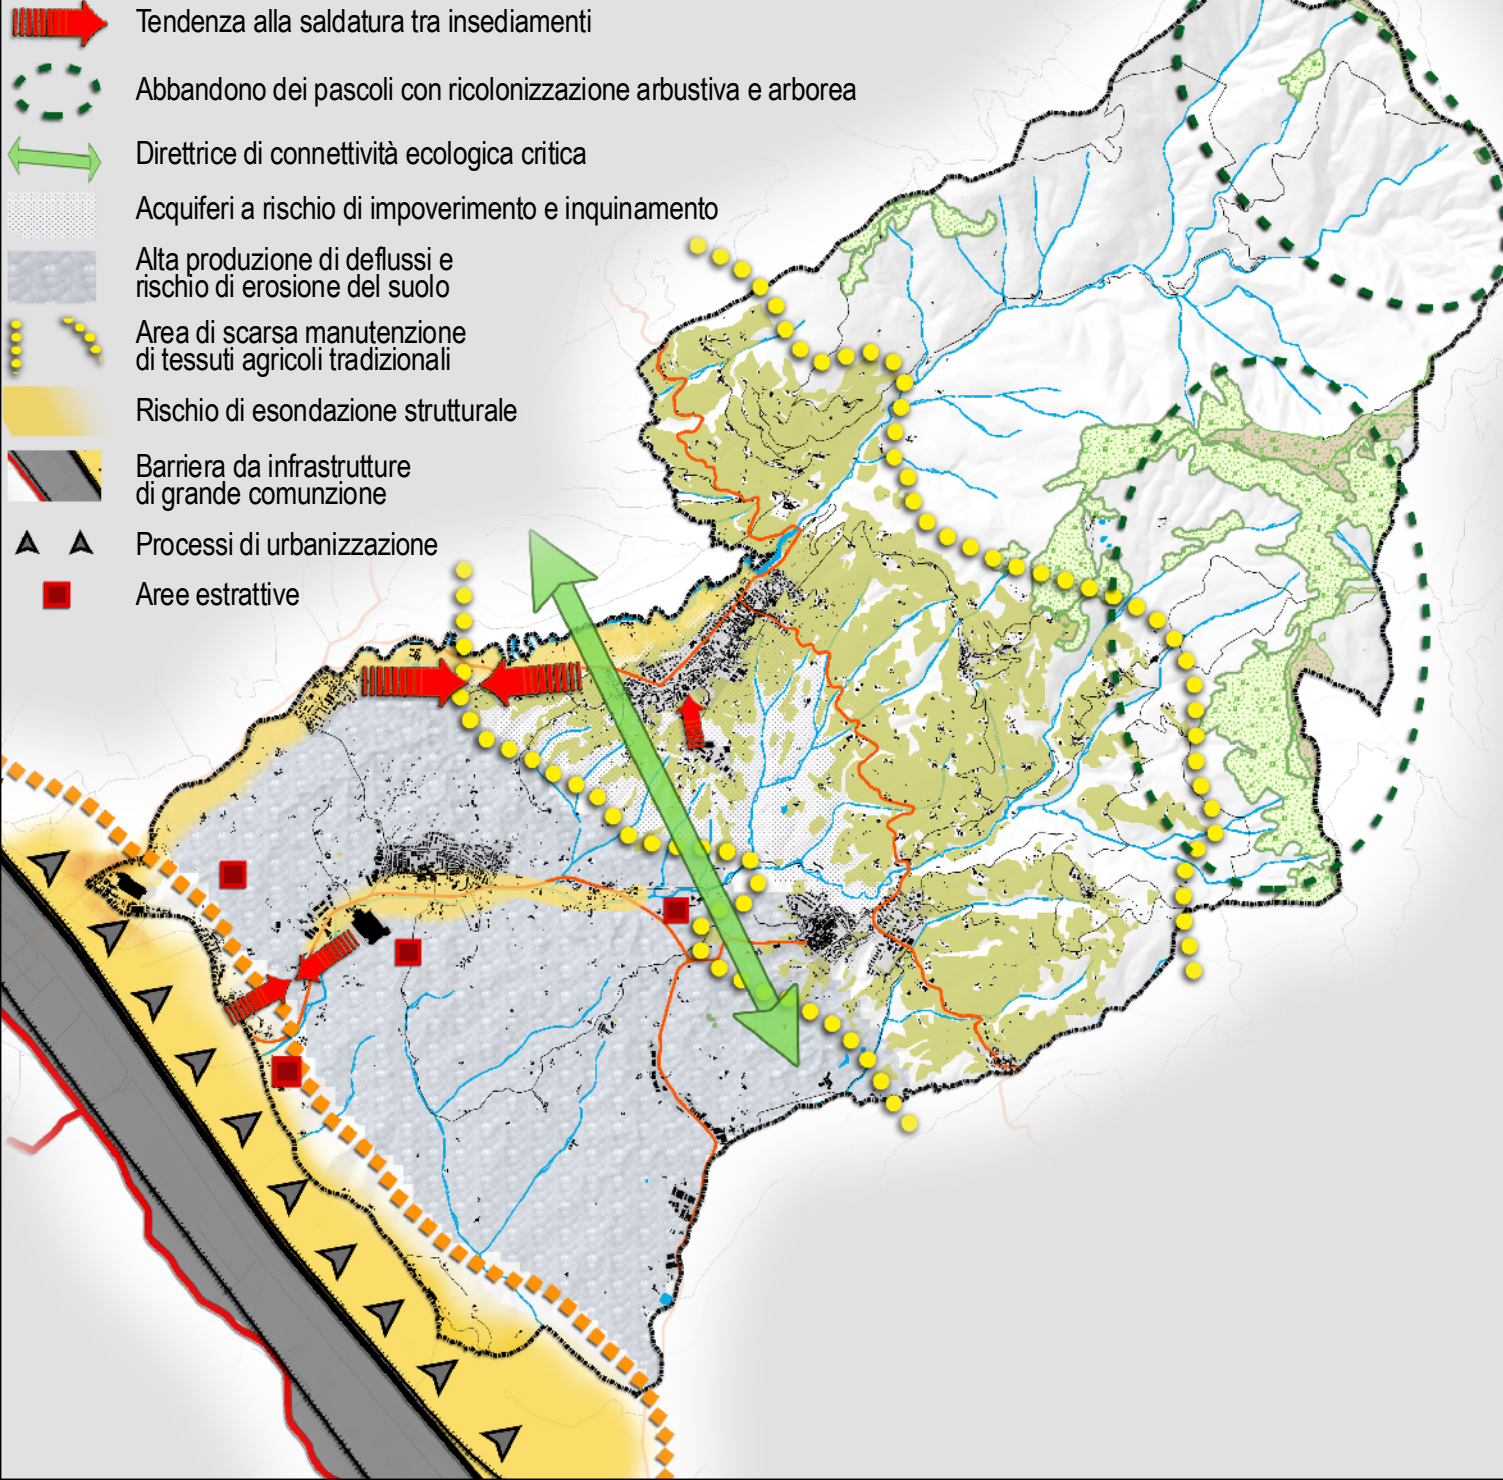 Tendenza alla saldatura tra insediamenti
Abbandono dei pascoli con ricolonizzazione arbustiva e arborea
Direttrice di connettività ecologica critica
Acquiferi a rischio di impoverimento e inquinamento
Alta produzione di deflussi e
rischio di erosione del suolo
Area di scarsa manutenzione
di tessuti agricoli tradizionali
Rischio di esondazione strutturale
Barriera da infrastrutture
di grande comunzione
Processi di urbanizzazione
Aree estrattive